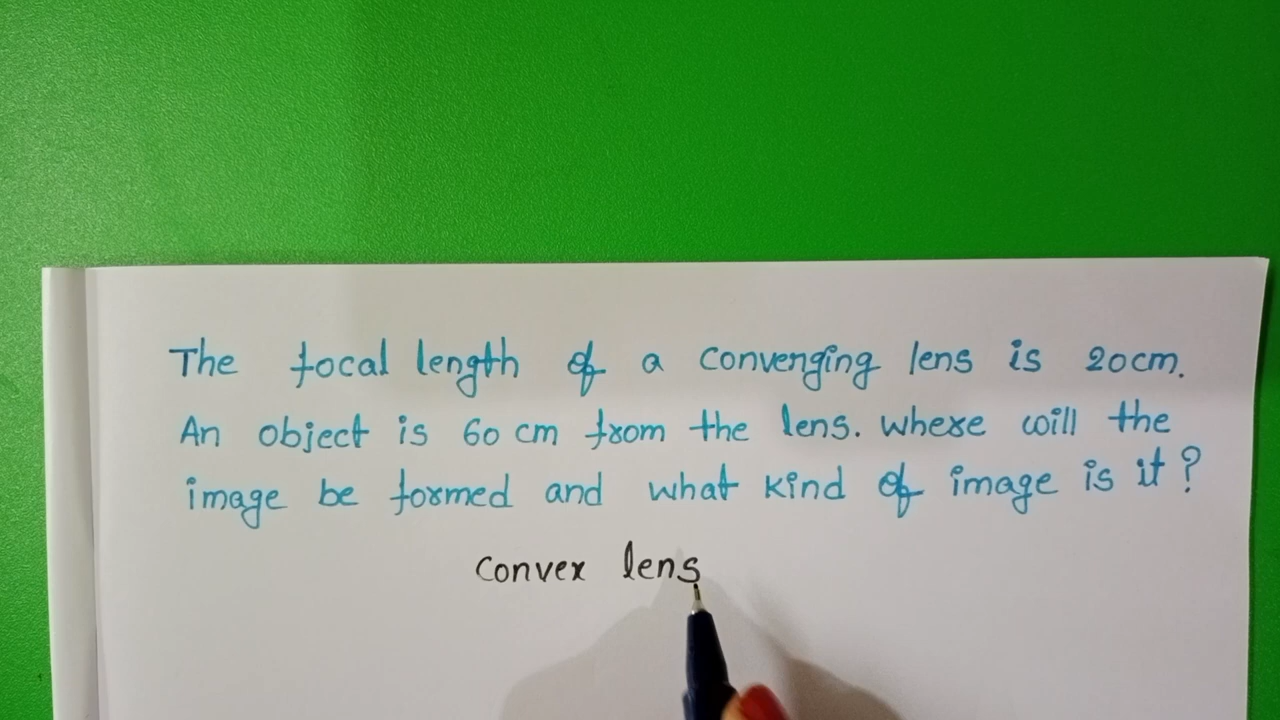 The focal length of a converging lens is 20cm.
An object is 60 cm from the lens. where will the
image be formed and what kind of image is it?
convex lens